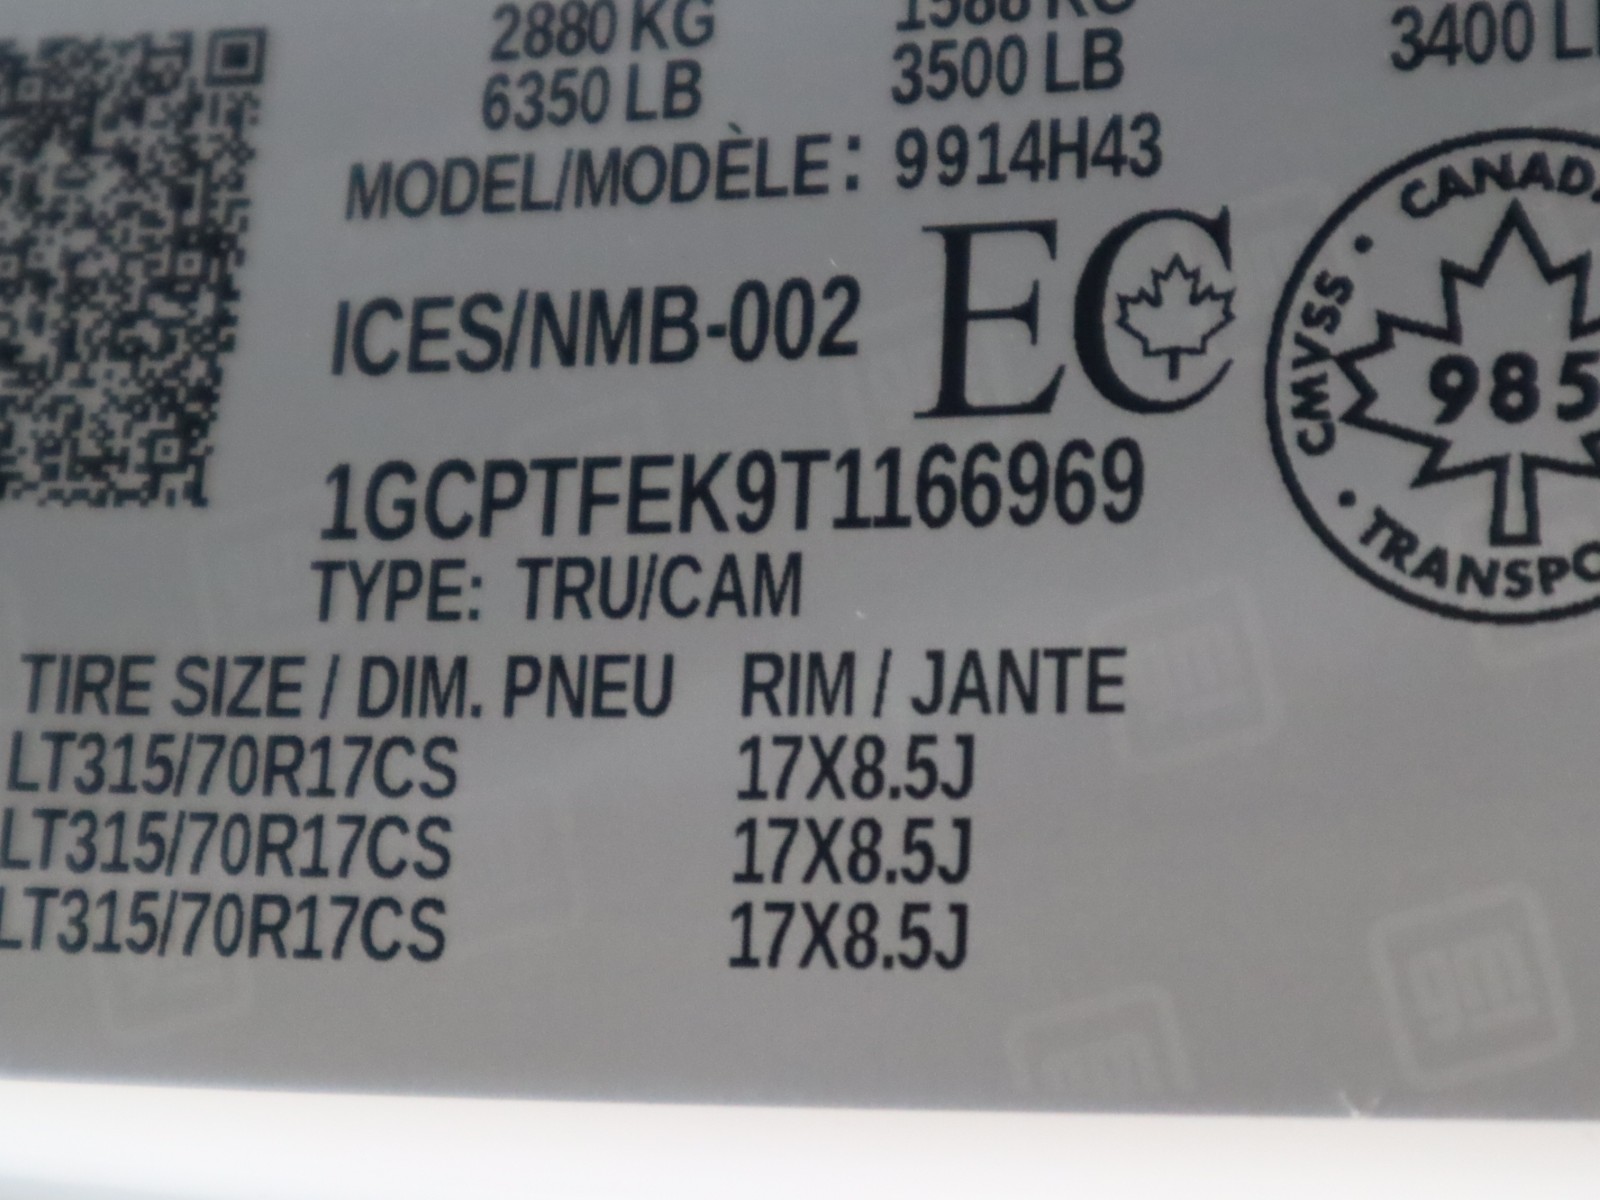 2880 KG
6350 LB
3500 LB
3400
MODEL/MODÈLE: 9914H43
ICES/NMB-002
EC
CMVSS
985
1GCPTFEK9T1166969
TYPE: TRU/CAM
TIRE SIZE / DIM. PNEU RIM / JANTE
LT315/70R17CS 17X8.5J
LT315/70R17CS 17X8.5J
LT315/70R17CS 17X8.5J
gm